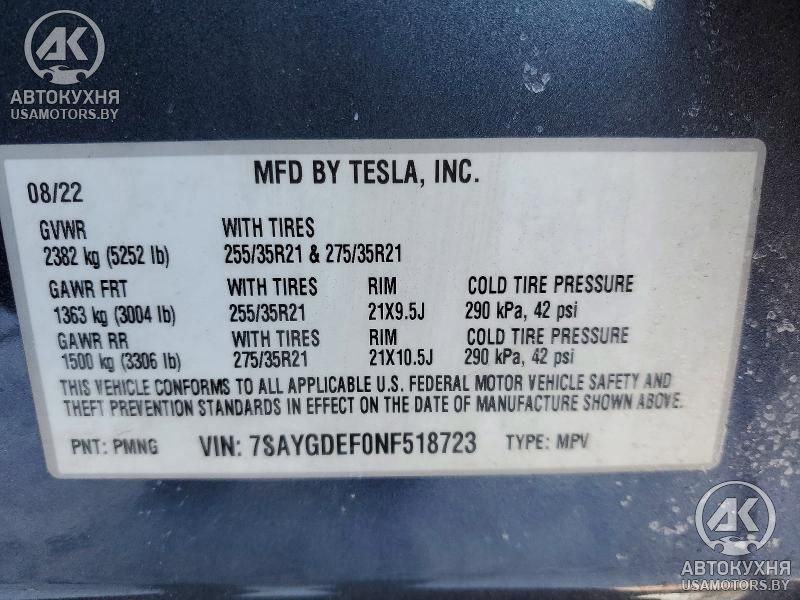 AK
АВТОКУХНЯ
USAMOTORS.BY
MFD BY TESLA, INC.
08/22
GVWR WITH TIRES
2382 kg (5252 lb) 255/35R21 & 275/35R21
GAWR FRT WITH TIRES RIM COLD TIRE PRESSURE
1363 kg (3004 lb) 255/35R21 21X9.5J 290 kPa, 42 psi
GAWR RR WITH TIRES RIM COLD TIRE PRESSURE
1500 kg (3306 lb) 275/35R21 21X10.5J 290 kPa, 42 psi
THIS VEHICLE CONFORMS TO ALL APPLICABLE U.S. FEDERAL MOTOR VEHICLE SAFETY AND
THEFT PREVENTION STANDARDS IN EFFECT ON THE DATE OF MANUFACTURE SHOWN ABOVE.
PNT: PMNG VIN: 7SAYGDEF0NF518723 TYPE: MPV
AK
АВТОКУХНЯ
USAMOTORS.BY